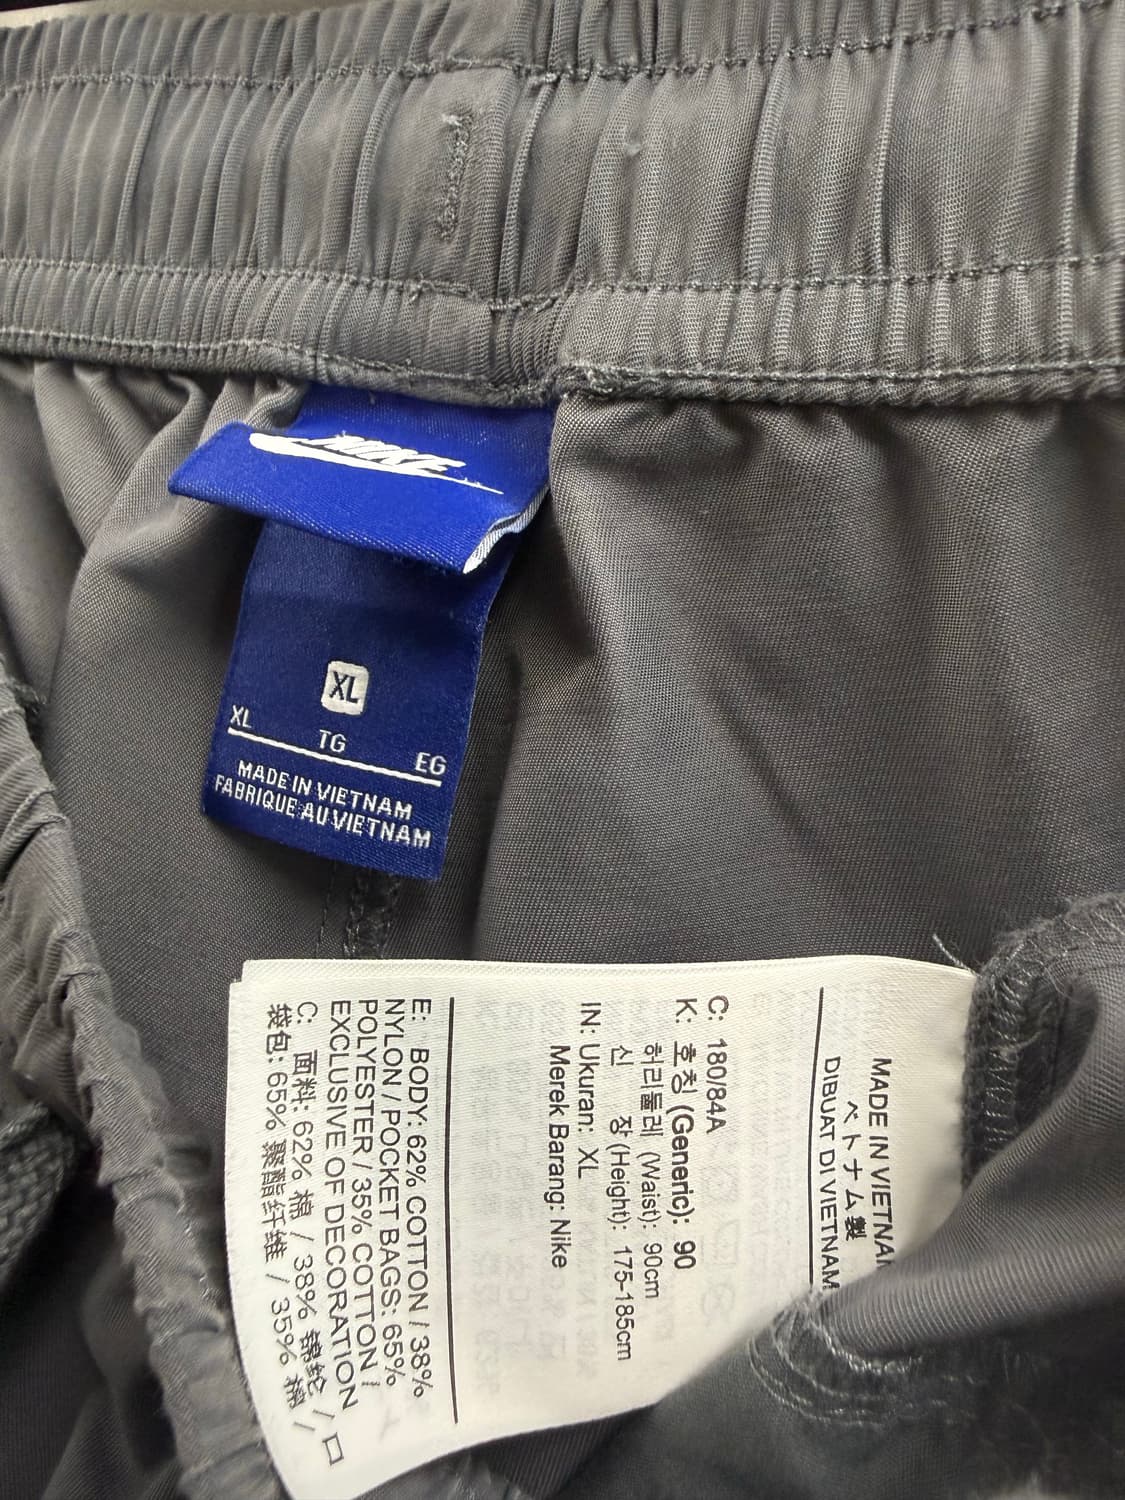 NIKE
XL
XL
TG
EG
MADE IN VIETNAM
FABRIQUE AU VIETNAM
MADE IN VIETNAM
ベトナム製
DIBUAT DI VIETNAM
C: 180/84A
K: 호칭 (Generic): 90
허리둘레 (Waist): 90cm
신 장 (Height): 175-185cm
IN: Ukuran: XL
Merek Barang: Nike
E: BODY: 62% COTTON / 38%
NYLON / POCKET BAGS: 65%
POLYESTER / 35% COTTON /
EXCLUSIVE OF DECORATION
C: 面料: 62% 棉 / 38% 锦纶 / 口
袋包: 65% 聚酯纤维 / 35% 棉 /